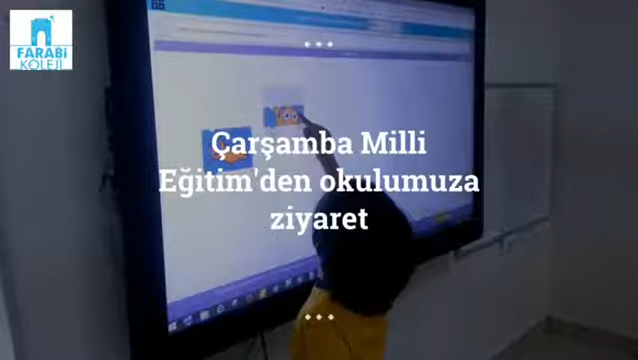 FARABİ
KOLEJİ
Çarşamba Milli
Eğitim'den okulumuza
ziyaret